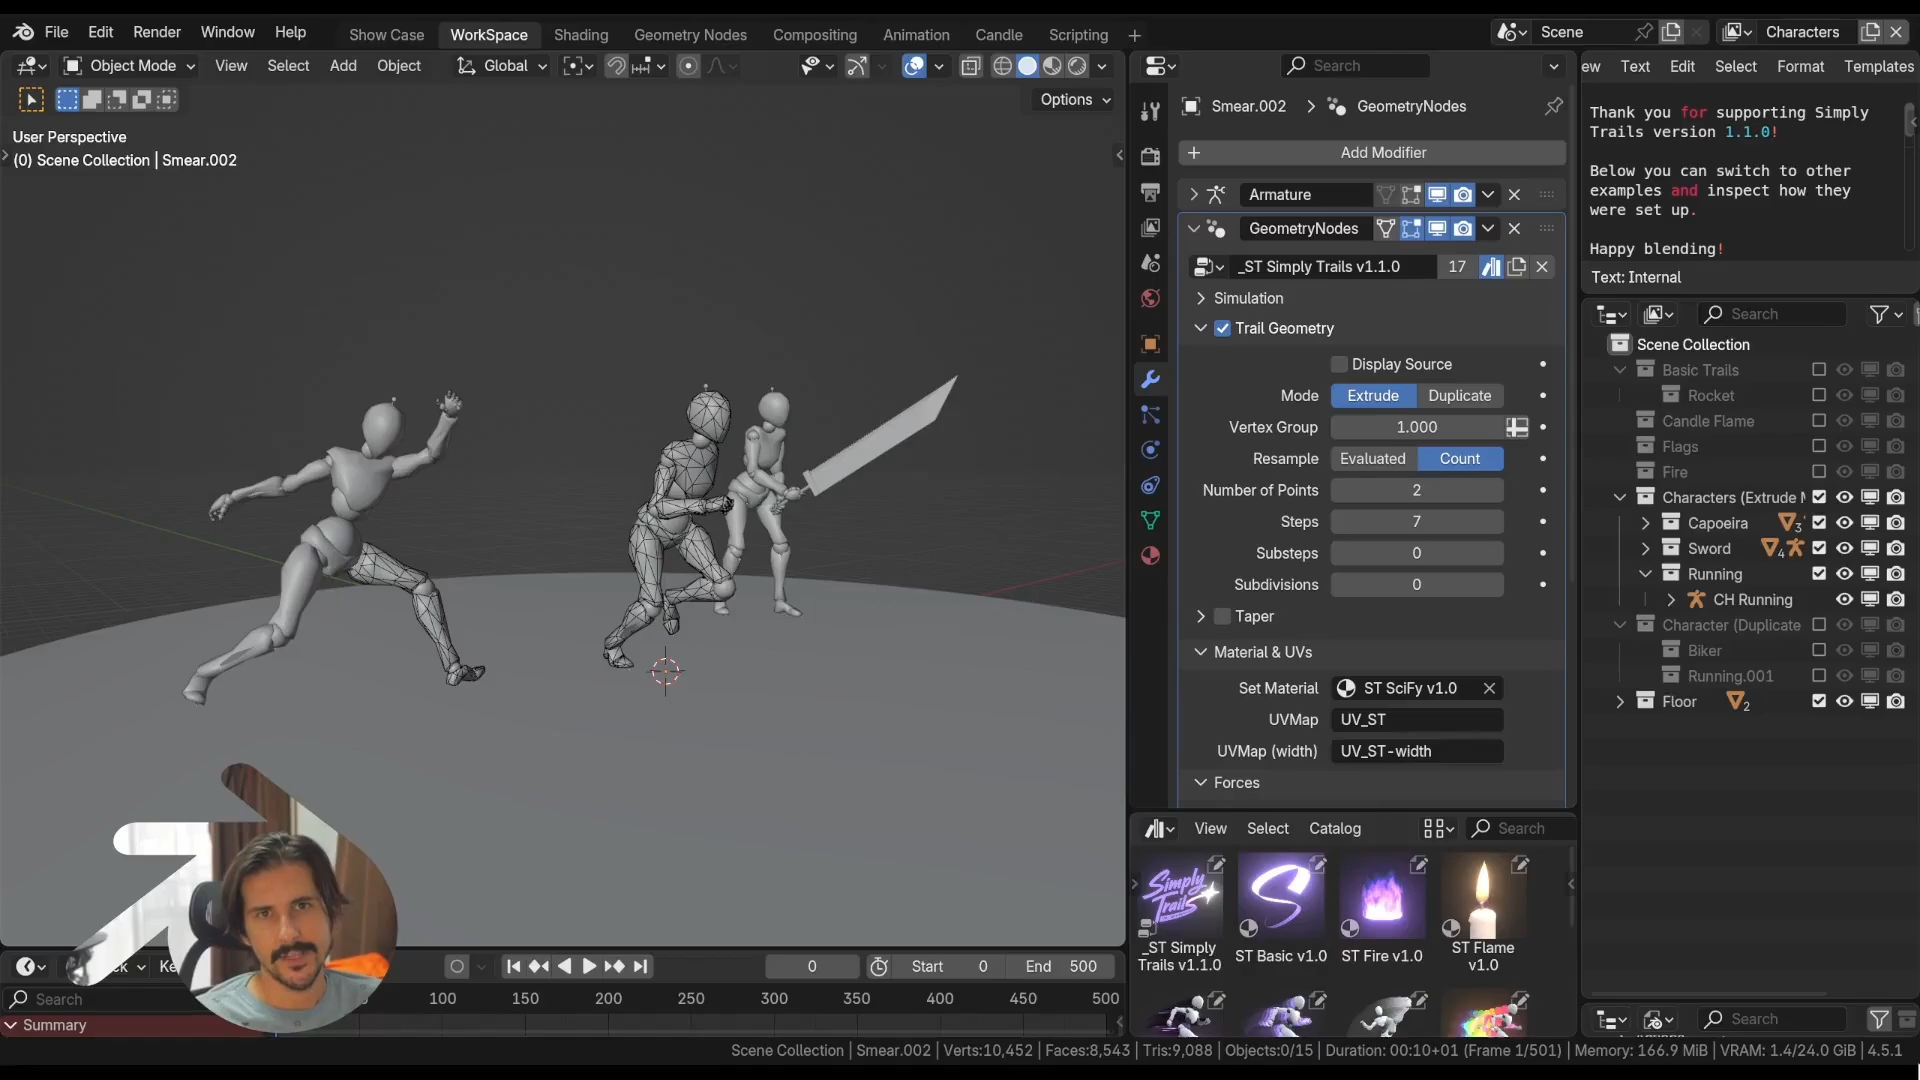 File Edit Render Window Help
Show Case WorkSpace Shading Geometry Nodes Compositing Animation Candle Scripting
Scene
Characters
Object Mode View Select Add Object Global
Options
User Perspective
(0) Scene Collection | Smear.002
Search
Smear.002 GeometryNodes
Add Modifier
Armature
GeometryNodes
_ST Simply Trails v1.1.0 17
Simulation
Trail Geometry
Display Source
Mode Extrude Duplicate
Vertex Group 1.000
Resample Evaluated Count
Number of Points 2
Steps 7
Substeps 0
Subdivisions 0
Taper
Material & UVs
Set Material ST SciFy v1.0
UVMap UV_ST
UVMap (width) UV_ST-width
Forces
View Select Catalog Search
Simply Trails
_ST Simply Trails v1.1.0
ST Basic v1.0
ST Fire v1.0
ST Flame v1.0
ew Text Edit Select Format Templates
Thank you for supporting Simply
Trails version 1.1.0!
Below you can switch to other
examples and inspect how they
were set up.
Happy blending!
Text: Internal
Search
Scene Collection
Basic Trails
Rocket
Candle Flame
Flags
Fire
Characters (Extrude M
Capoeira 3
Sword 4
Running
CH Running
Character (Duplicate
Biker
Running.001
Floor 2
Search
Ke
0 Start 0 End 500
Search
100 150 200 250 300 350 400 450 500
Summary
Scene Collection | Smear.002 | Verts:10,452 | Faces:8,543 | Tris:9,088 | Objects:0/15 | Duration: 00:10+01 (Frame 1/501) | Memory: 166.9 MiB | VRAM: 1.4/24.0 GiB | 4.5.1